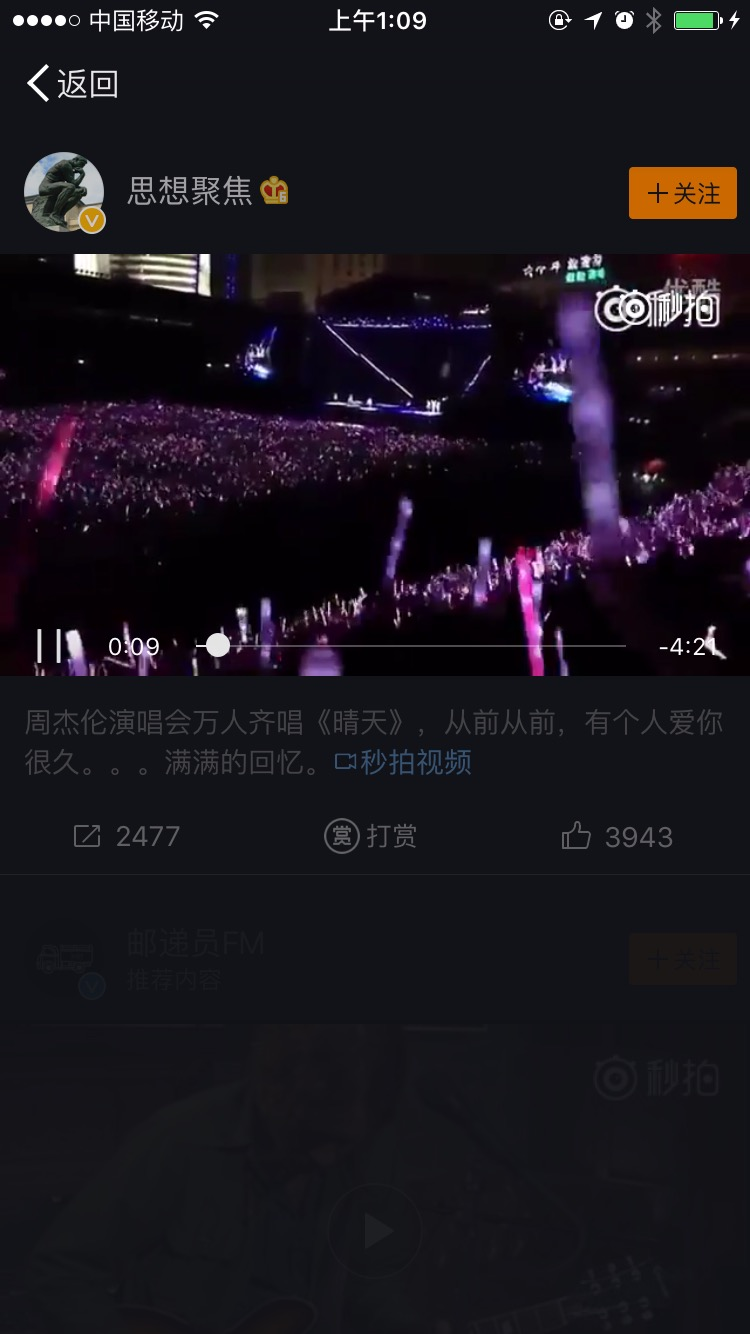 中国移动
上午1:09
返回
思想聚焦
6
V
+关注
秒拍
0:09
-4:21
周杰伦演唱会万人齐唱《晴天》，从前从前，有个人爱你
很久。。。满满的回忆。秒拍视频
2477
赏 打赏
3943
邮递员FM
+关注
推荐内容
V
秒拍